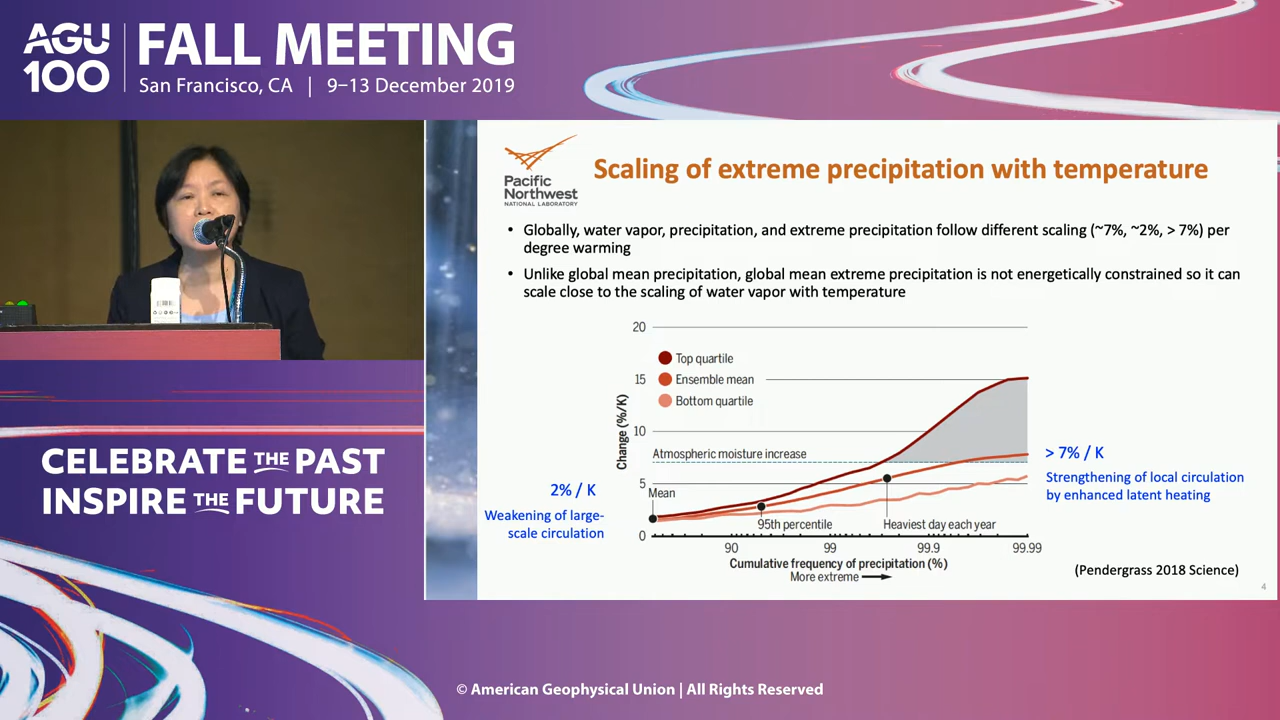 AGU
100
FALL MEETING
San Francisco, CA | 9–13 December 2019
Pacific
Northwest
NATIONAL LABORATORY
Scaling of extreme precipitation with temperature
• Globally, water vapor, precipitation, and extreme precipitation follow different scaling (~7%, ~2%, > 7%) per
degree warming
• Unlike global mean precipitation, global mean extreme precipitation is not energetically constrained so it can
scale close to the scaling of water vapor with temperature
20
15
10
5
0
Change (%/K)
Top quartile
Ensemble mean
Bottom quartile
Atmospheric moisture increase
Mean
95th percentile
Heaviest day each year
90
99
99.9
99.99
Cumulative frequency of precipitation (%)
More extreme
2% / K
Weakening of large-
scale circulation
> 7% / K
Strengthening of local circulation
by enhanced latent heating
(Pendergrass 2018 Science)
4
CELEBRATE THE PAST
INSPIRE THE FUTURE
© American Geophysical Union | All Rights Reserved